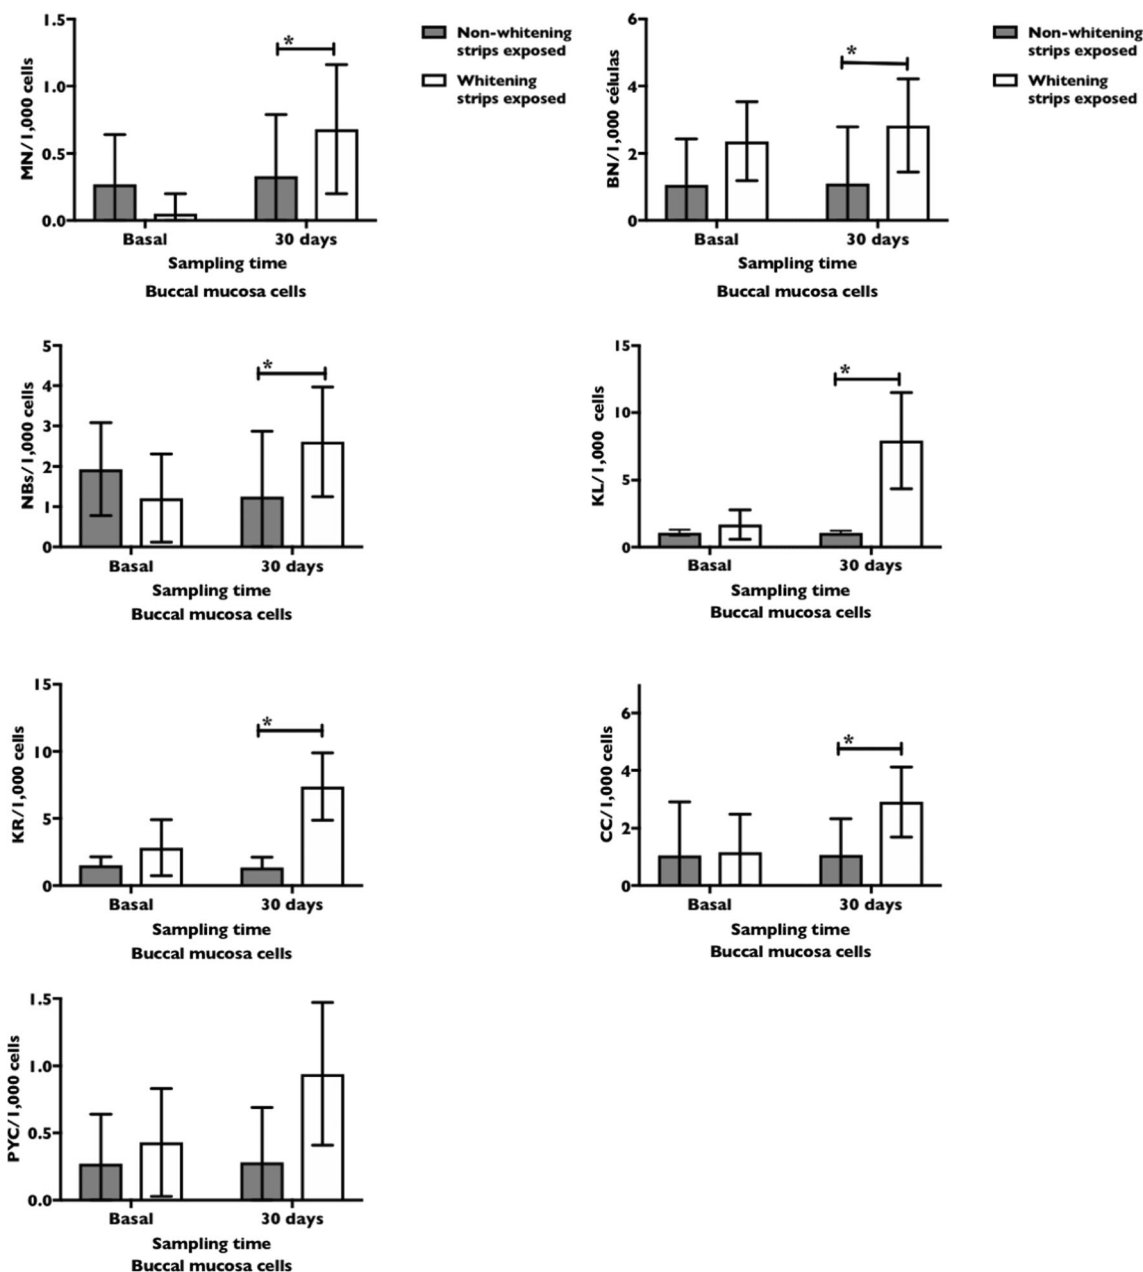 MN/1,000 cells
1.5
1.0
0.5
0.0
*
Basal
30 days
Sampling time
Buccal mucosa cells
Non-whitening
strips exposed
Whitening
strips exposed
BN/1,000 células
6
4
2
0
*
Basal
30 days
Sampling time
Buccal mucosa cells
Non-whitening
strips exposed
Whitening
strips exposed
NBs/1,000 cells
5
4
3
2
1
0
*
Basal
30 days
Sampling time
Buccal mucosa cells
KL/1,000 cells
15
10
5
0
*
Basal
30 days
Sampling time
Buccal mucosa cells
KR/1,000 cells
15
10
5
0
*
Basal
30 days
Sampling time
Buccal mucosa cells
CC/1,000 cells
6
4
2
0
*
Basal
30 days
Sampling time
Buccal mucosa cells
PYC/1,000 cells
1.5
1.0
0.5
0.0
Basal
30 days
Sampling time
Buccal mucosa cells